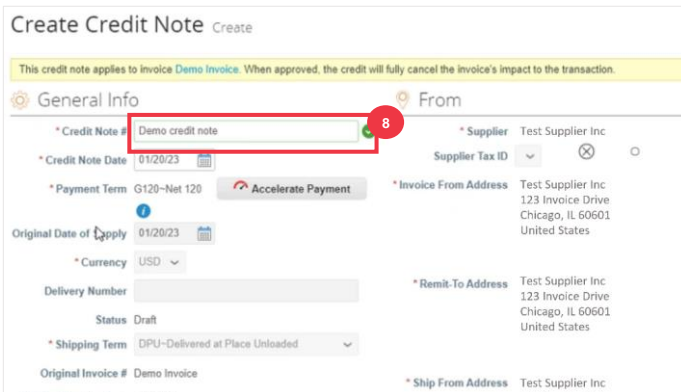 Create Credit Note Create
This credit note applies to invoice Demo Invoice. When approved, the credit will fully cancel the invoice's impact to the transaction.
General Info
* Credit Note # Demo credit note
8
* Credit Note Date 01/20/23
* Payment Term G120~Net 120 Accelerate Payment
i
Original Date of Supply 01/20/23
* Currency USD
Delivery Number
Status Draft
* Shipping Term DPU~Delivered at Place Unloaded
Original Invoice # Demo Invoice
From
* Supplier Test Supplier Inc
Supplier Tax ID
* Invoice From Address Test Supplier Inc
123 Invoice Drive
Chicago, IL 60601
United States
* Remit-To Address Test Supplier Inc
123 Invoice Drive
Chicago, IL 60601
United States
* Ship From Address Test Supplier Inc